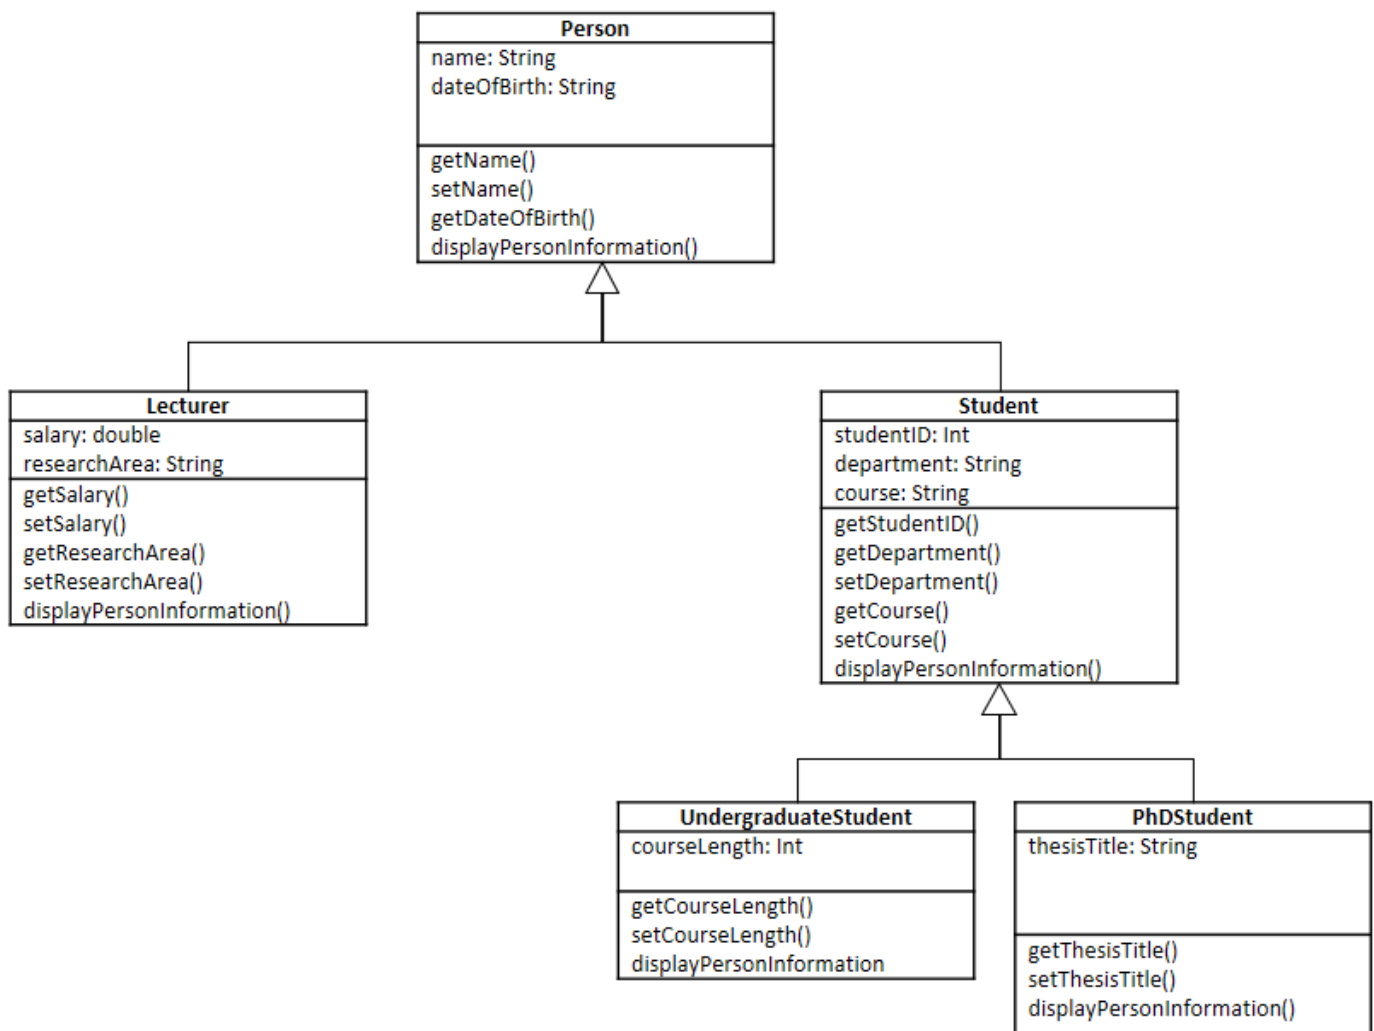 Person
name: String
dateOfBirth: String
getName()
setName()
getDateOfBirth()
displayPersonInformation()
Lecturer
salary: double
researchArea: String
getSalary()
setSalary()
getResearchArea()
setResearchArea()
displayPersonInformation()
Student
studentID: Int
department: String
course: String
getStudentID()
getDepartment()
setDepartment()
getCourse()
setCourse()
displayPersonInformation()
UndergraduateStudent
courseLength: Int
getCourseLength()
setCourseLength()
displayPersonInformation
PhDStudent
thesisTitle: String
getThesisTitle()
setThesisTitle()
displayPersonInformation()